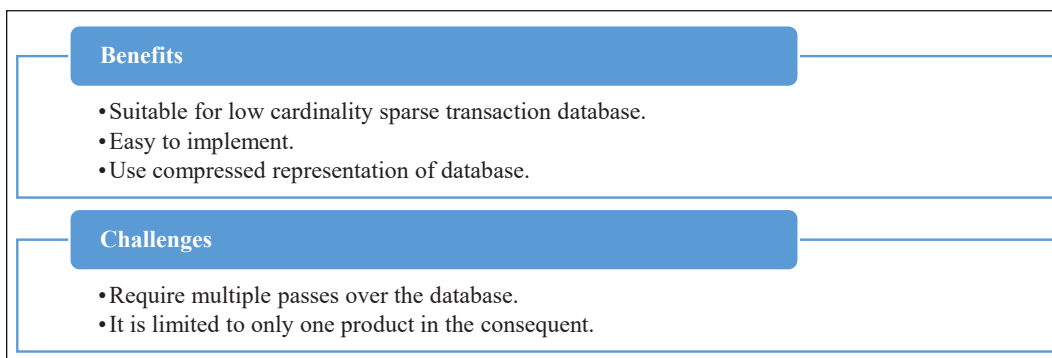 Benefits
•Suitable for low cardinality sparse transaction database.
•Easy to implement.
•Use compressed representation of database.
Challenges
•Require multiple passes over the database.
•It is limited to only one product in the consequent.